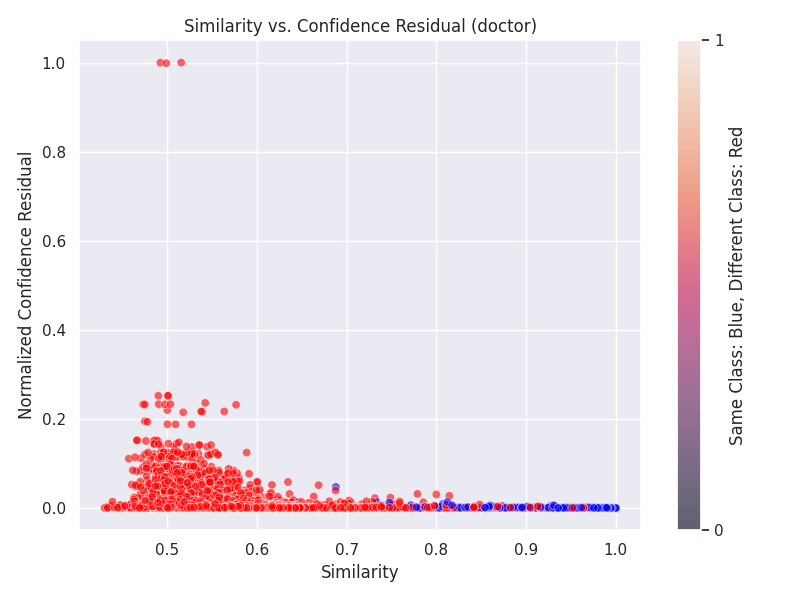 Similarity vs. Confidence Residual (doctor)
Normalized Confidence Residual
1.0
0.8
0.6
0.4
0.2
0.0
0.5 0.6 0.7 0.8 0.9 1.0
Similarity
1
0
Same Class: Blue, Different Class: Red